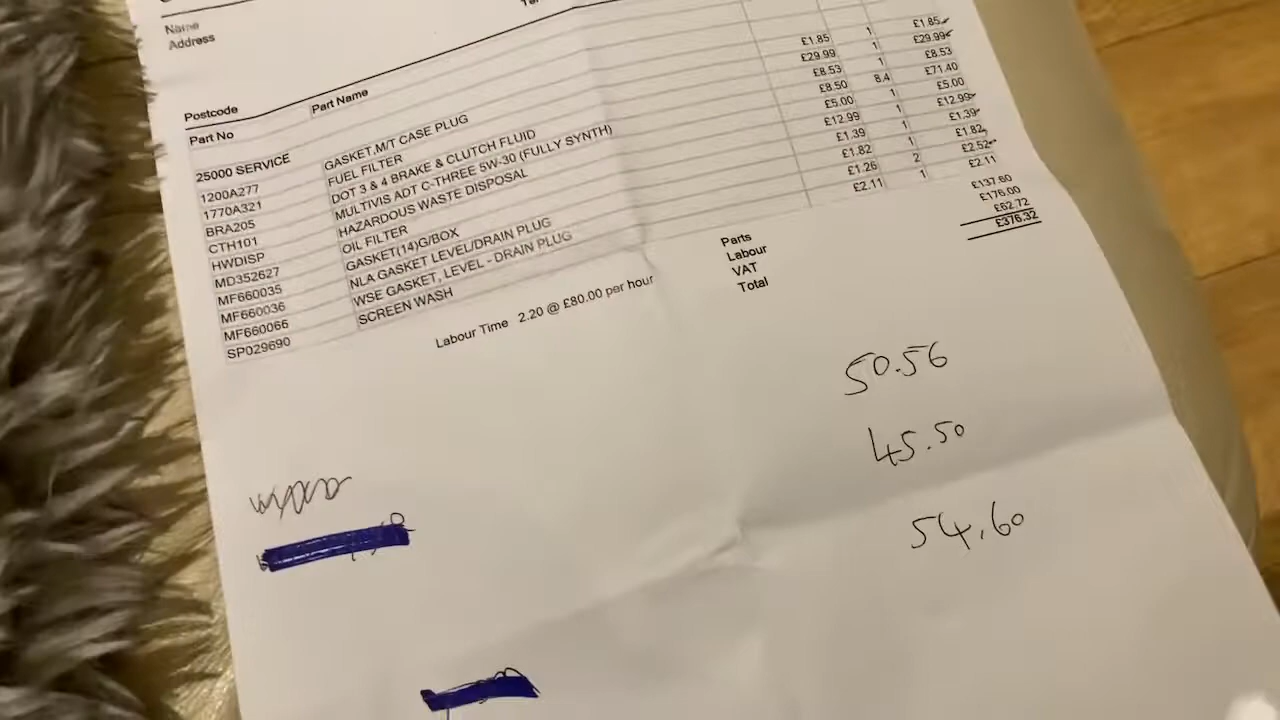 Name
Address
Postcode
Part No Part Name
25000 SERVICE
1200A277 GASKET.M/T CASE PLUG £1.85 1 £1.85
1770A321 FUEL FILTER £29.99 1 £29.99
BRA205 DOT 3 & 4 BRAKE & CLUTCH FLUID £8.53 1 £8.53
CTH101 MULTIVIS ADT C-THREE 5W-30 (FULLY SYNTH) £8.50 8.4 £71.40
HWDISP HAZARDOUS WASTE DISPOSAL £5.00 1 £5.00
MD352627 OIL FILTER £12.99 1 £12.99
MF660035 GASKET(14)G/BOX £1.39 1 £1.39
MF660036 NLA GASKET LEVEL/DRAIN PLUG £1.82 1 £1.82
MF660066 WSE GASKET, LEVEL - DRAIN PLUG £1.26 2 £2.52
SP029690 SCREEN WASH £2.11 1 £2.11
Labour Time 2.20 @ £80.00 per hour
Parts £137.60
Labour £176.00
VAT £62.72
Total £376.32
50.56
45.50
54.60